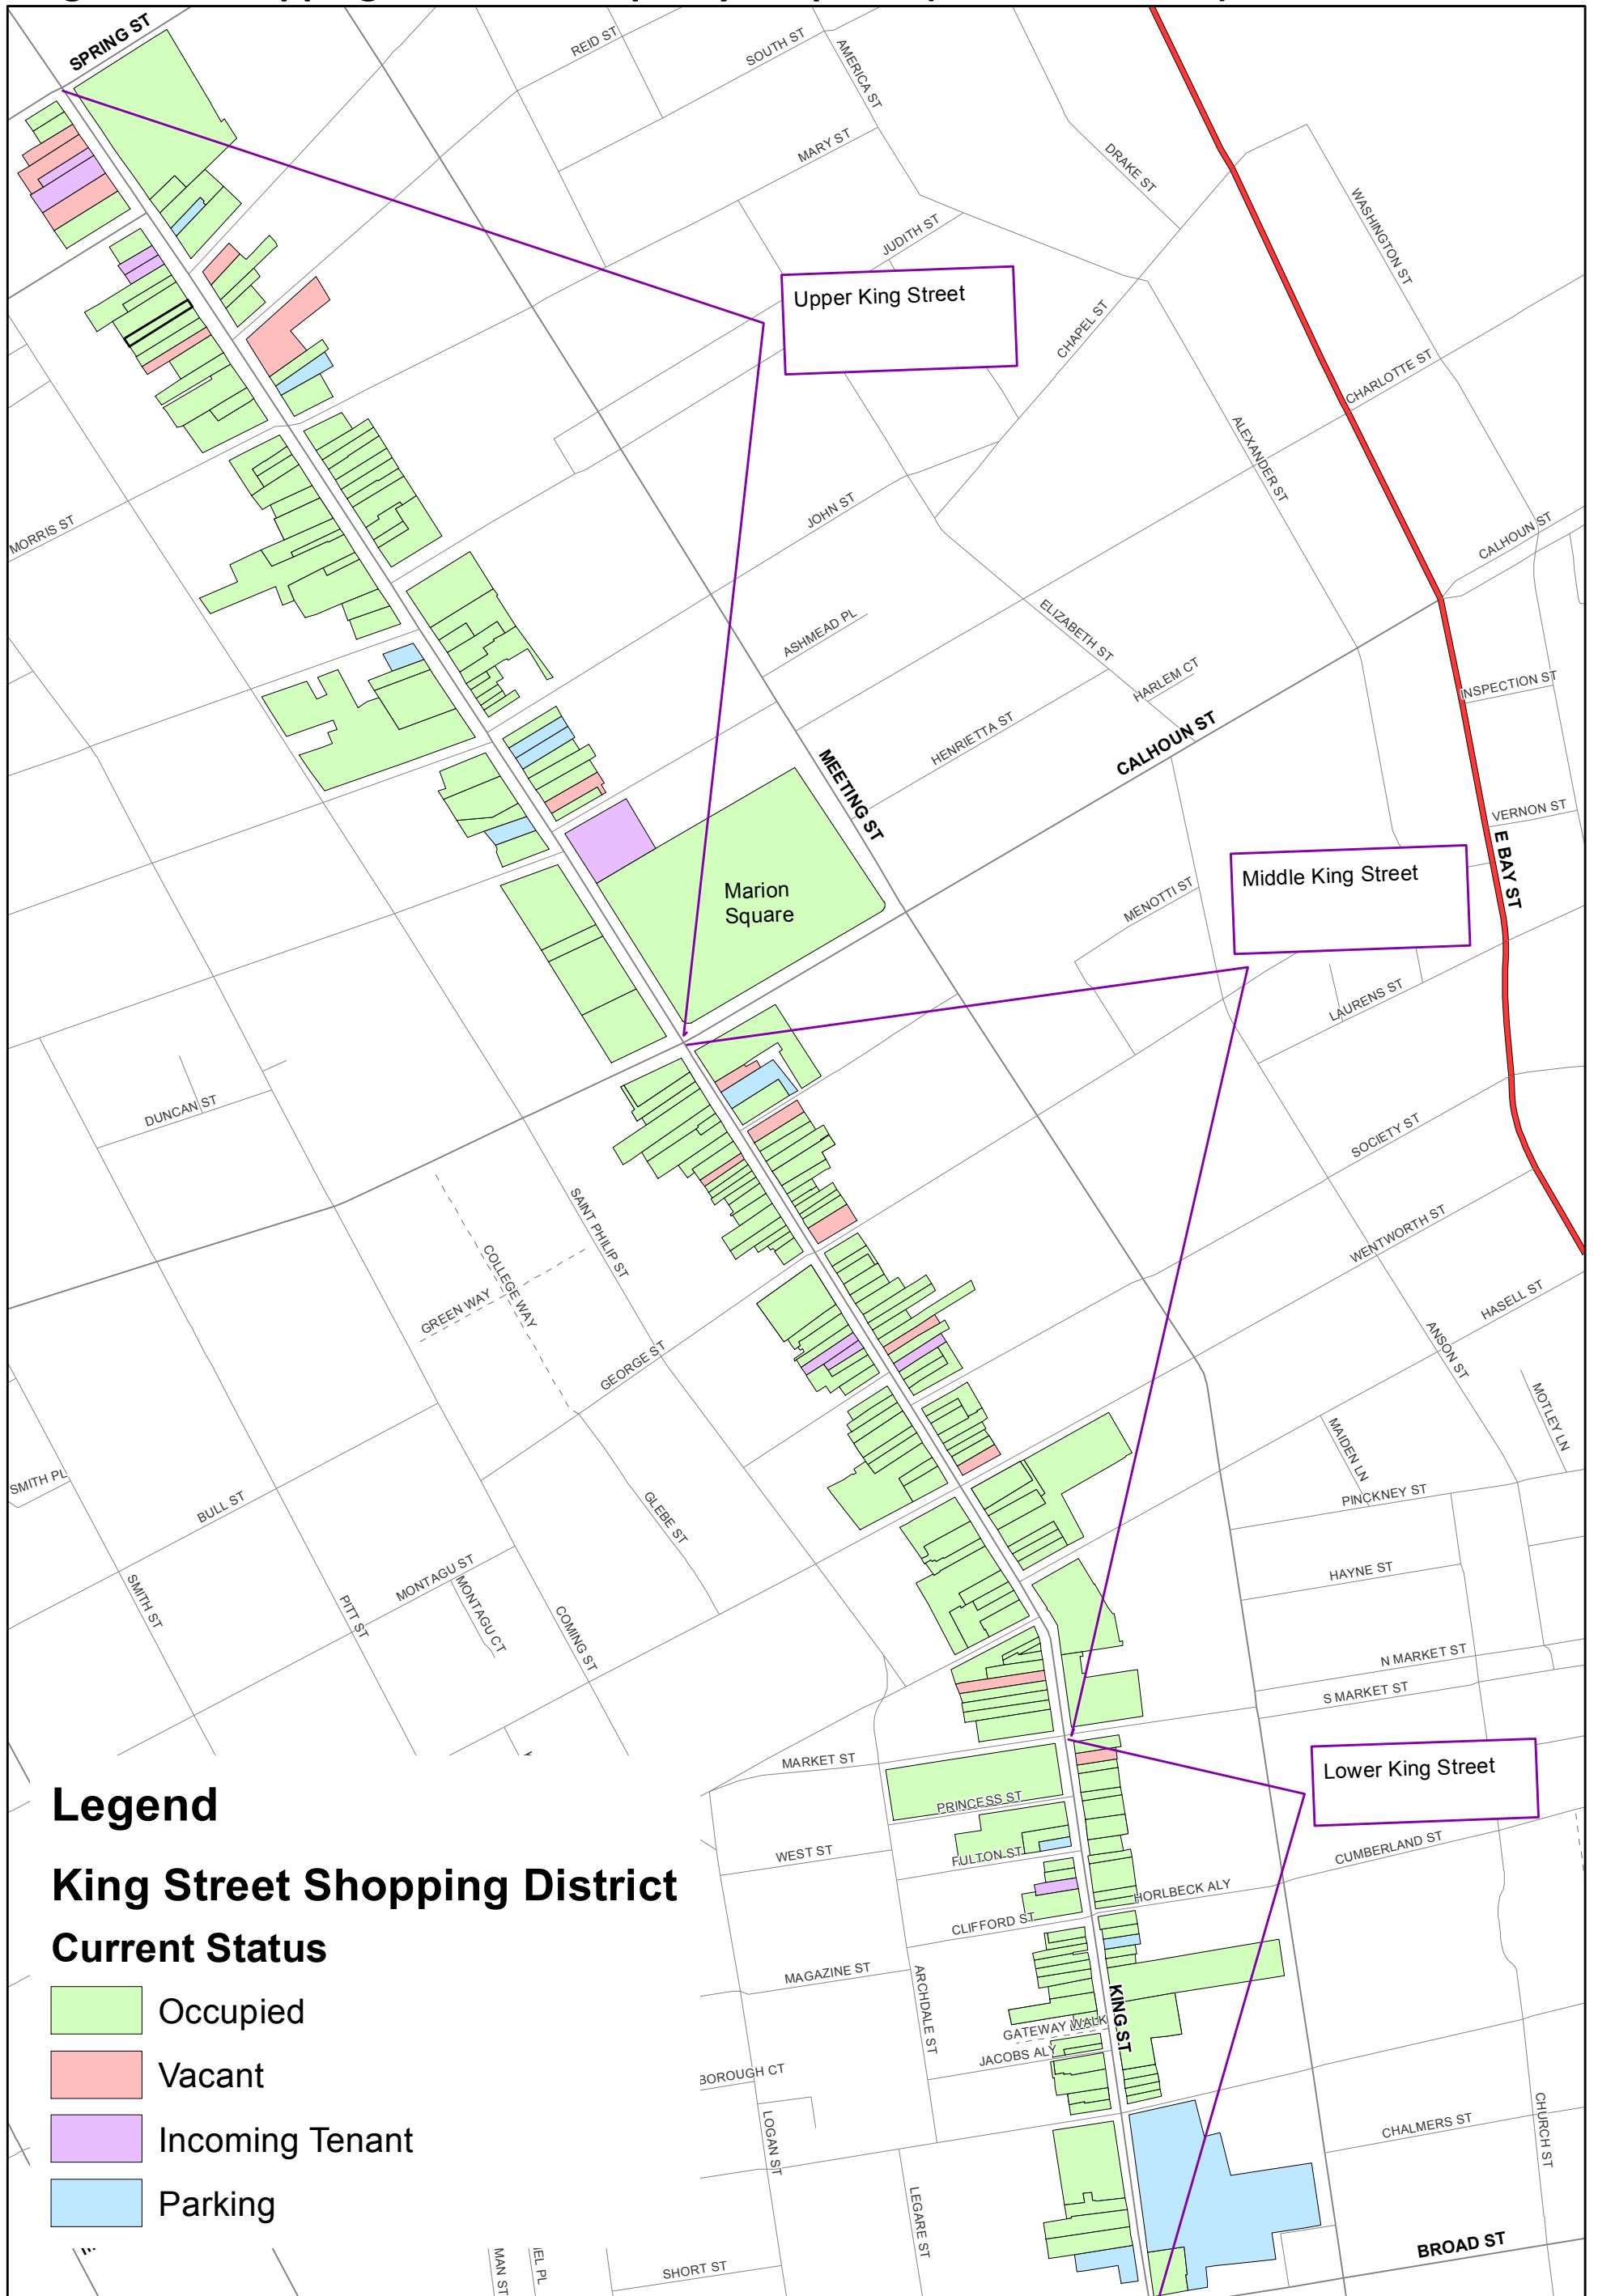 SPRING ST
REID ST
SOUTH ST
AMERICA ST
MARY ST
DRAKE ST
WASHINGTON ST
JUDITH ST
Upper King Street
CHAPEL ST
CHARLOTTE ST
ALEXANDER ST
MORRIS ST
JOHN ST
CALHOUN ST
ASHMEAD PL
ELIZABETH ST
HARLEM CT
INSPECTION ST
HENRIETTA ST
CALHOUN ST
MEETING ST
VERNON ST
E BAY ST
Middle King Street
Marion
Square
MENOTTI ST
LAURENS ST
DUNCAN ST
SOCIETY ST
SAINT PHILIP ST
WENTWORTH ST
COLLEGE WAY
GREEN WAY
HASELL ST
ANSON ST
GEORGE ST
MOTLEY LN
MAIDEN LN
SMITH PL
BULL ST
GLEBE ST
PINCKNEY ST
MONTAGU ST
HAYNE ST
SMITH ST
PITT ST
MONTAGU CT
COMING ST
N MARKET ST
S MARKET ST
MARKET ST
Lower King Street
PRINCESS ST
Legend
WEST ST
FULTON ST
CUMBERLAND ST
King Street Shopping District
HORLBECK ALY
CLIFFORD ST
Current Status
MAGAZINE ST
ARCHDALE ST
KING ST
Occupied
GATEWAY WALK
JACOBS ALY
Vacant
BOROUGH CT
LOGAN ST
CHURCH ST
CHALMERS ST
Incoming Tenant
LEGARE ST
Parking
BROAD ST
SHORT ST
MAN ST
EL PL